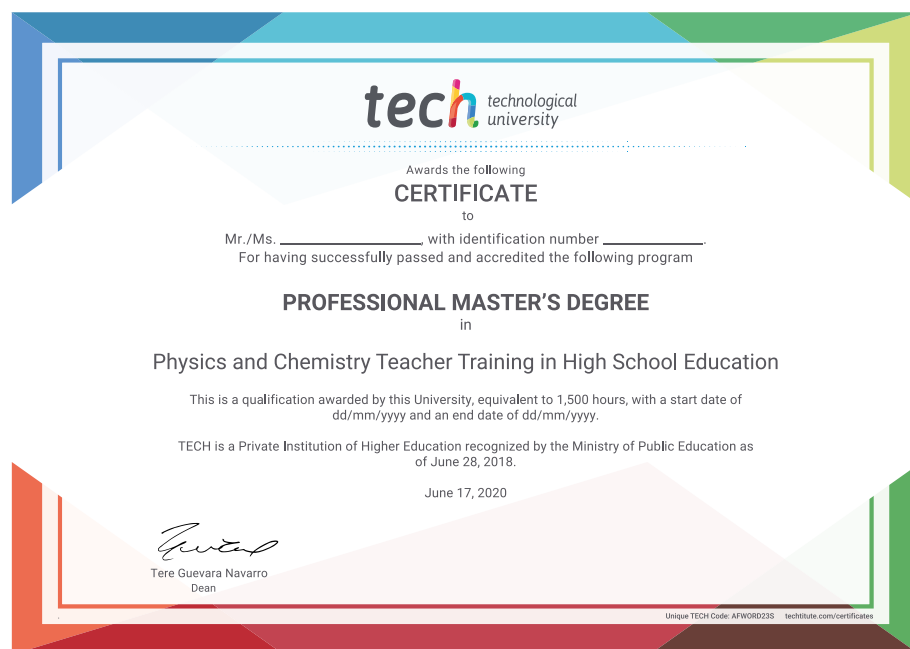 tech technological
university
Awards the following
CERTIFICATE
to
Mr./Ms. ____________________, with identification number ______________.
For having successfully passed and accredited the following program
PROFESSIONAL MASTER'S DEGREE
in
Physics and Chemistry Teacher Training in High School Education
This is a qualification awarded by this University, equivalent to 1,500 hours, with a start date of
dd/mm/yyyy and an end date of dd/mm/yyyy.
TECH is a Private Institution of Higher Education recognized by the Ministry of Public Education as
of June 28, 2018.
June 17, 2020
Tere Guevara Navarro
Dean
Unique TECH Code: AFWORD23S techtitute.com/certificates